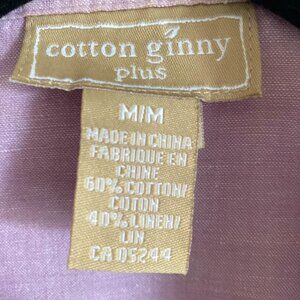 cotton ginny
plus
M/M
MADE IN CHINA
FABRIQUE EN
CHINE
60% COTTON/
COTON
40% LINEN/
LIN
CA 05244